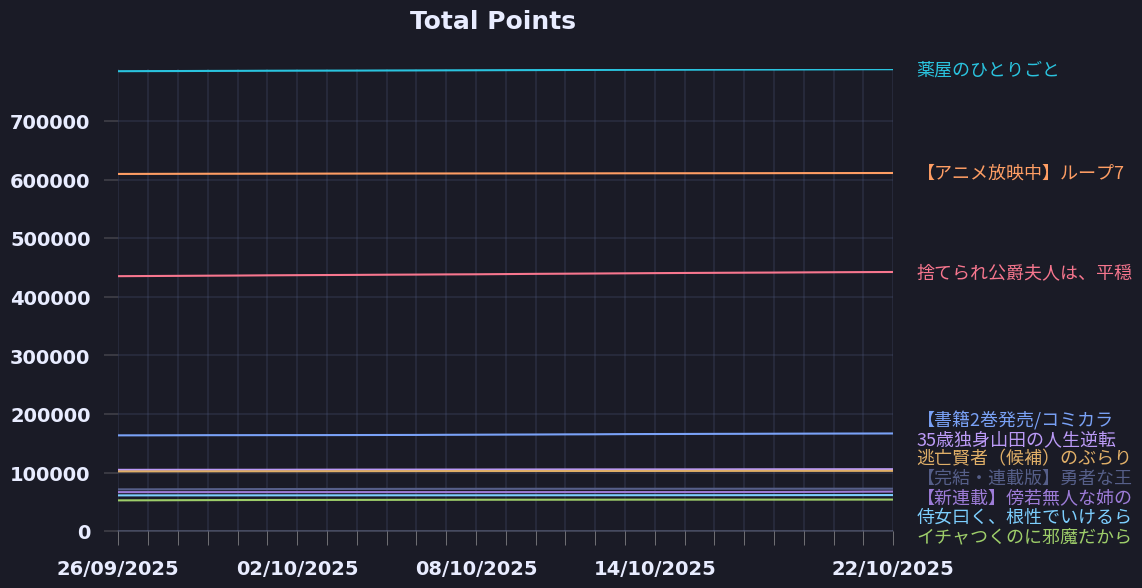 Total Points
薬屋のひとりごと
700000
【アニメ放映中】ループ7
600000
500000
捨てられ公爵夫人は、平穏
400000
300000
200000
【書籍2巻発売/コミカラ
35歳独身山田の人生逆転
逃亡賢者（候補）のぶらり
100000
【完結・連載版】勇者な王
【新連載】傍若無人な姉の
侍女曰く、根性でいけるら
0
イチャつくのに邪魔だから
26/09/2025
02/10/2025
08/10/2025
14/10/2025
22/10/2025